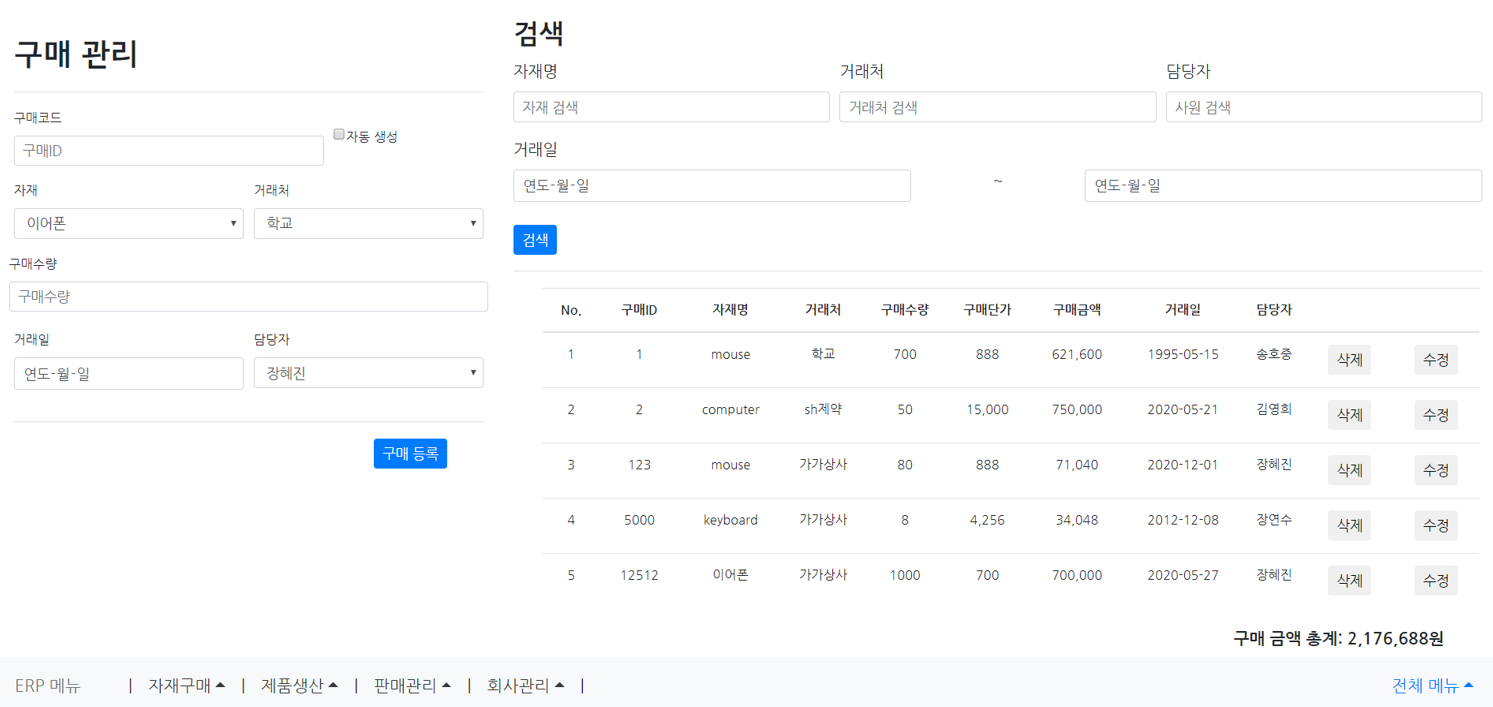 구매 관리
구매코드
구매ID
자동 생성
자재 거래처
이어폰 학교
구매수량
구매수량
거래일 담당자
연도-월-일 장혜진
구매 등록
검색
자재명 거래처 담당자
자재 검색 거래처 검색 사원 검색
거래일
연도-월-일 ~ 연도-월-일
검색
No. 구매ID 자재명 거래처 구매수량 구매단가 구매금액 거래일 담당자
1 1 mouse 학교 700 888 621,600 1995-05-15 송호중 삭제 수정
2 2 computer sh제약 50 15,000 750,000 2020-05-21 김영희 삭제 수정
3 123 mouse 가가상사 80 888 71,040 2020-12-01 장혜진 삭제 수정
4 5000 keyboard 가가상사 8 4,256 34,048 2012-12-08 장연수 삭제 수정
5 12512 이어폰 가가상사 1000 700 700,000 2020-05-27 장혜진 삭제 수정
구매 금액 총계: 2,176,688원
ERP 메뉴 | 자재구매 | 제품생산 | 판매관리 | 회사관리 | 전체 메뉴